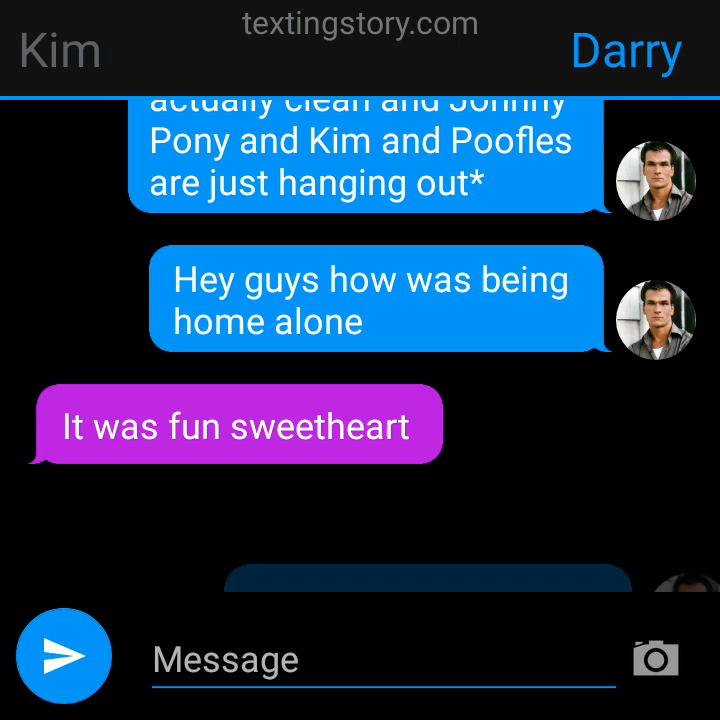 textingstory.com
Kim
Darry
actually clean and Johnny
Pony and Kim and Poofles
are just hanging out*
Hey guys how was being
home alone
It was fun sweetheart
Message